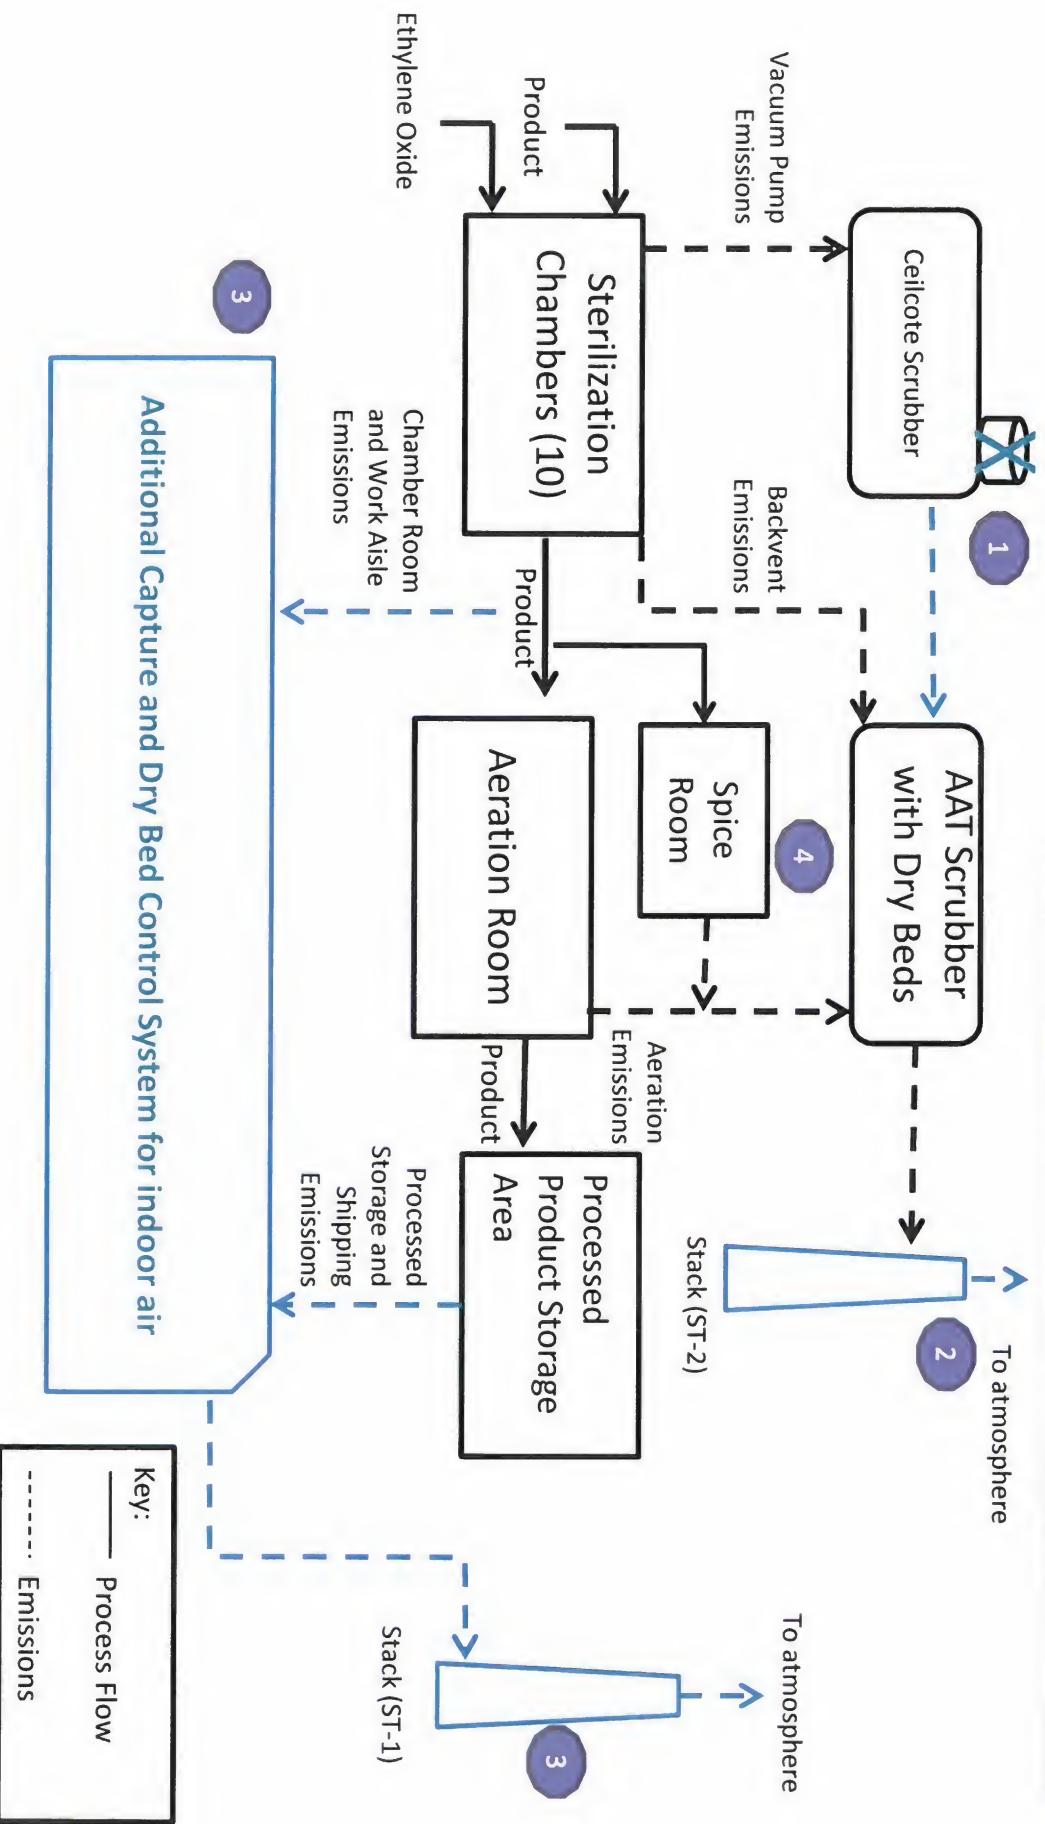 To atmosphere
1
2
Ceilcote Scrubber
AAT Scrubber
with Dry Beds
To atmosphere
Vacuum Pump
Emissions
Backvent
Emissions
4
Stack (ST-2)
Spice
Room
Aeration
Emissions
Product
Sterilization
Chambers (10)
Processed
Product Storage
Area
Product
Aeration Room
Product
3
Ethylene Oxide
Chamber Room
and Work Aisle
Emissions
Processed
Storage and
Shipping
Emissions
Stack (ST-1)
3
Additional Capture and Dry Bed Control System for indoor air
Key:
Process Flow
Emissions